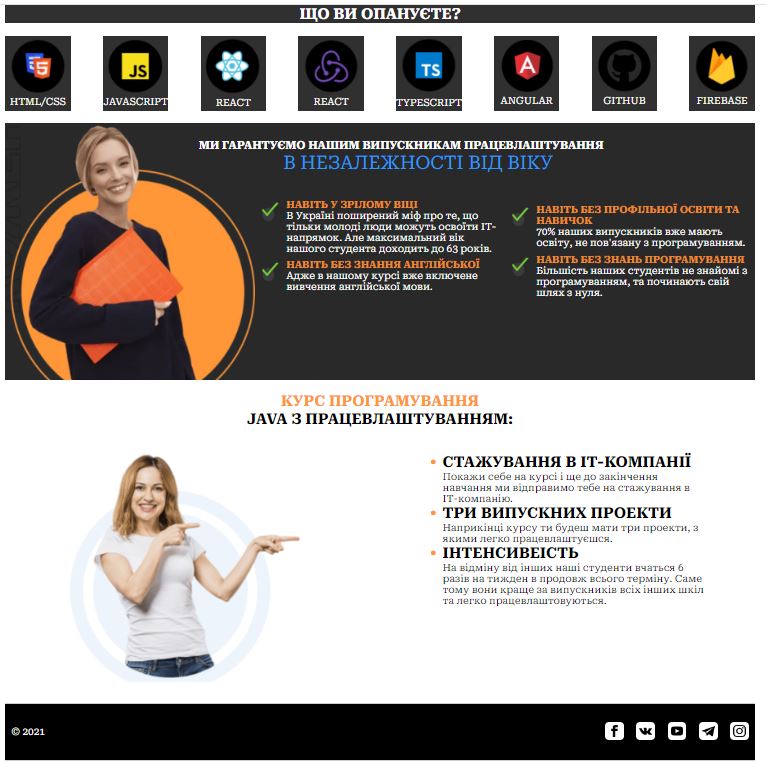 ЩО ВИ ОПАНУЄТЕ?
HTML/CSS
JS
JAVASCRIPT
REACT
REACT
TS
TYPESCRIPT
ANGULAR
GITHUB
FIREBASE
МИ ГАРАНТУЄМО НАШИМ ВИПУСКНИКАМ ПРАЦЕВЛАШТУВАННЯ
В НЕЗАЛЕЖНОСТІ ВІД ВІКУ
НАВІТЬ У ЗРІЛОМУ ВІЦІ
В Україні поширений міф про те, що
тільки молоді люди можуть освоїти IT-
напрямок. Але максимальний вік
нашого студента доходить до 63 років.
НАВІТЬ БЕЗ ЗНАННЯ АНГЛІЙСЬКОЇ
Адже в нашому курсі вже включене
вивчення англійської мови.
НАВІТЬ БЕЗ ПРОФІЛЬНОЇ ОСВІТИ ТА
НАВИЧОК
70% наших випускників вже мають
освіту, не пов'язану з програмуванням.
НАВІТЬ БЕЗ ЗНАНЬ ПРОГРАМУВАННЯ
Більшість наших студентів не знайомі з
програмуванням, та починають свій
шлях з нуля.
КУРС ПРОГРАМУВАННЯ
JAVA З ПРАЦЕВЛАШТУВАННЯМ:
СТАЖУВАННЯ В IT-КОМПАНІЇ
Покажи себе на курсі і ще до закінчення
навчання ми відправимо тебе на стажування в
IT-компанію.
ТРИ ВИПУСКНИХ ПРОЕКТИ
Наприкінці курсу ти будеш мати три проекти, з
якими легко працевлаштуєшся.
ІНТЕНСИВЕІСТЬ
На відміну від інших наші студенти вчаться 6
разів на тижден в продовж всього терміну. Саме
тому вони краще за випускників всіх інших шкіл
та легко працевлаштовуються.
© 2021